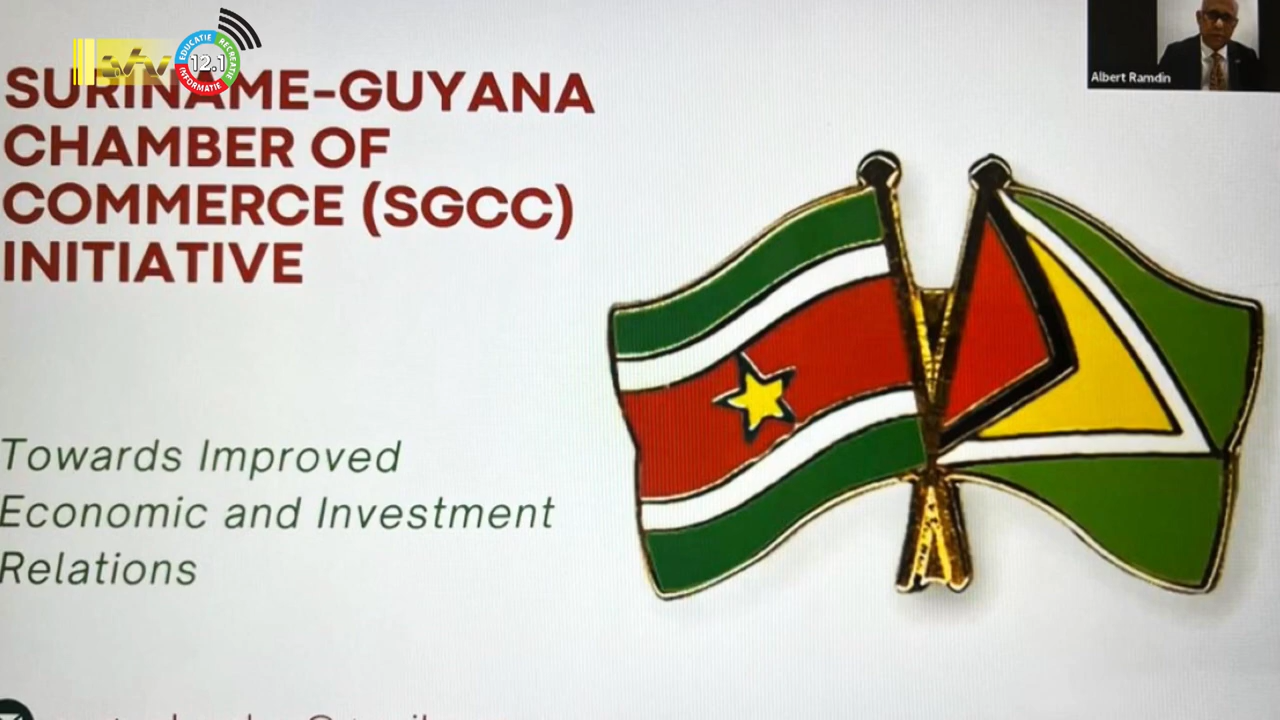 stv
EDUCATIE RECREATIE INFORMATIE
12.1
Albert Ramdin
SURINAME-GUYANA
CHAMBER OF
COMMERCE (SGCC)
INITIATIVE
Towards Improved
Economic and Investment
Relations